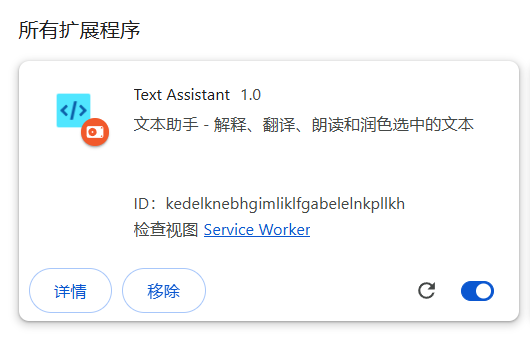 所有扩展程序
Text Assistant 1.0
文本助手 - 解释、翻译、朗读和润色选中的文本
ID：kedelknebhgimliklfgabelelnkpllkh
检查视图 Service Worker
详情 移除